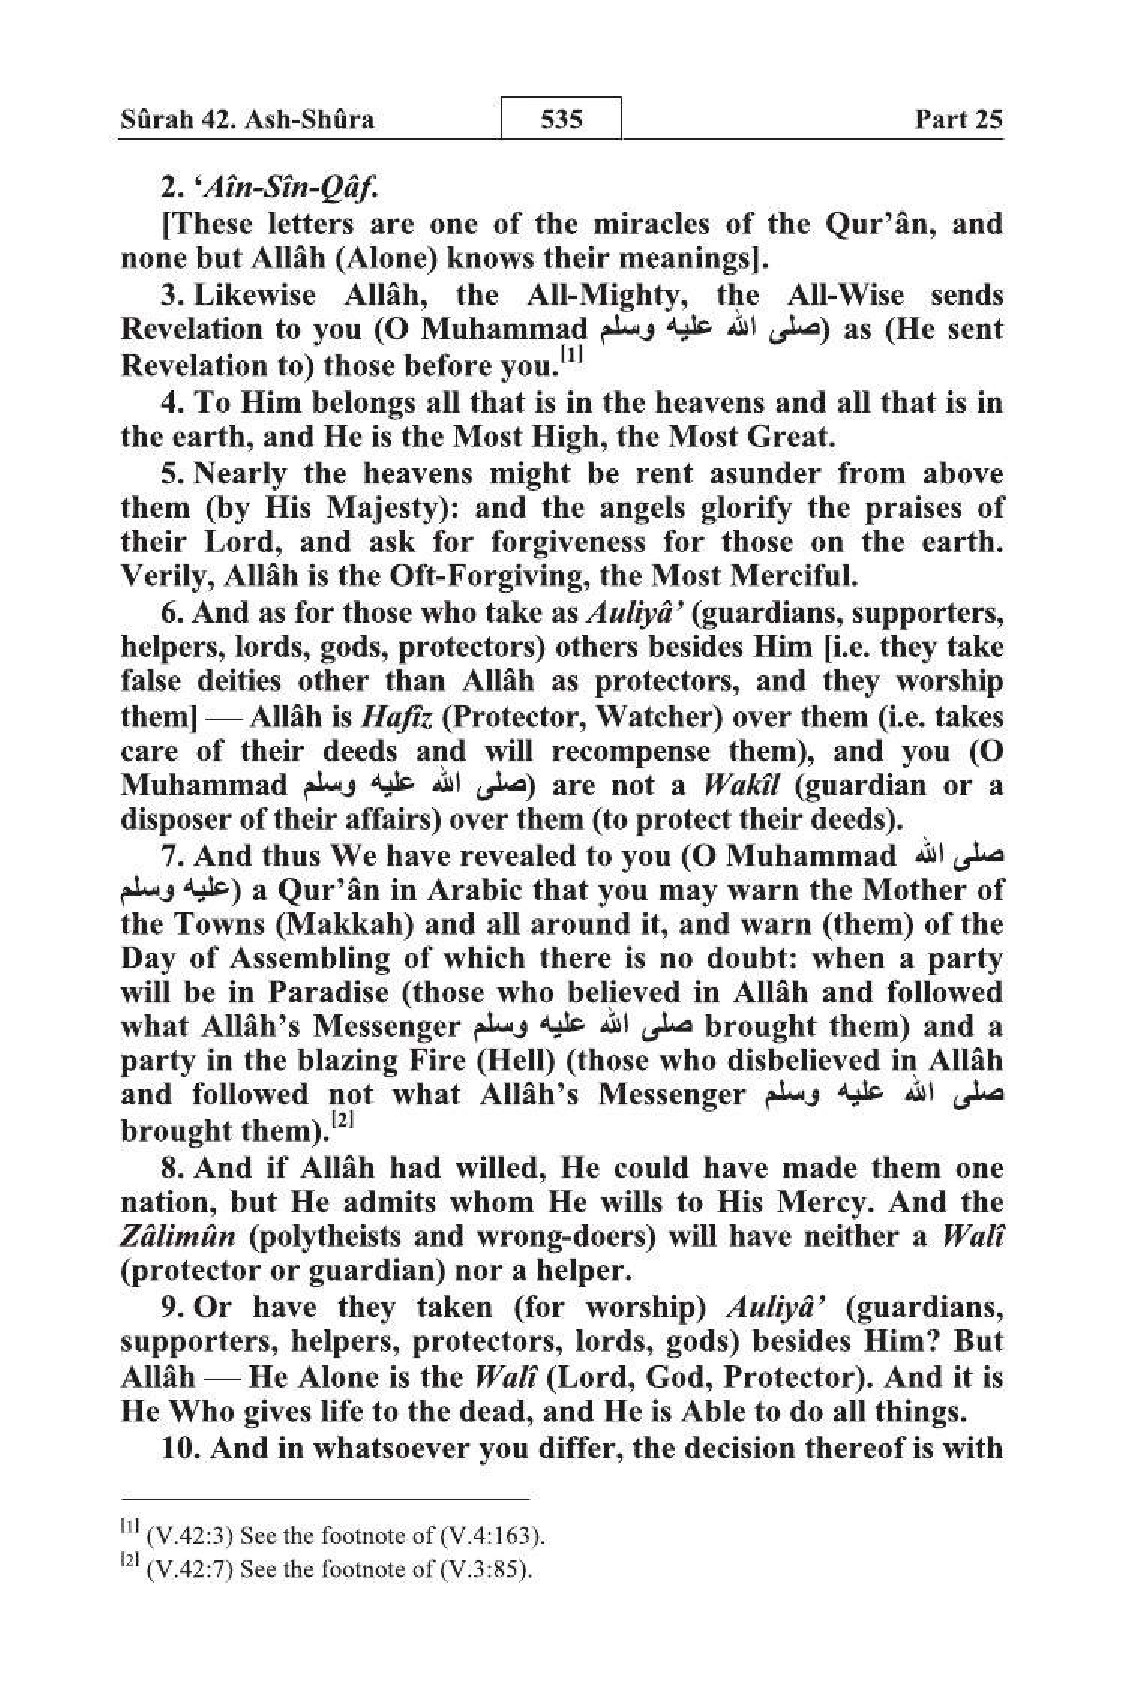 Sûrah 42. Ash-Shûra 535 Part 25
2. ‘Aîn-Sîn-Qâf.
[These letters are one of the miracles of the Qur’ân, and
none but Allâh (Alone) knows their meanings].
3. Likewise Allâh, the All-Mighty, the All-Wise sends
Revelation to you (O Muhammad صلى الله عليه وسلم) as (He sent
Revelation to) those before you.[1]
4. To Him belongs all that is in the heavens and all that is in
the earth, and He is the Most High, the Most Great.
5. Nearly the heavens might be rent asunder from above
them (by His Majesty): and the angels glorify the praises of
their Lord, and ask for forgiveness for those on the earth.
Verily, Allâh is the Oft-Forgiving, the Most Merciful.
6. And as for those who take as Auliyâ’ (guardians, supporters,
helpers, lords, gods, protectors) others besides Him [i.e. they take
false deities other than Allâh as protectors, and they worship
them] — Allâh is Hafîz (Protector, Watcher) over them (i.e. takes
care of their deeds and will recompense them), and you (O
Muhammad صلى الله عليه وسلم) are not a Wakîl (guardian or a
disposer of their affairs) over them (to protect their deeds).
7. And thus We have revealed to you (O Muhammad صلى الله
عليه وسلم) a Qur’ân in Arabic that you may warn the Mother of
the Towns (Makkah) and all around it, and warn (them) of the
Day of Assembling of which there is no doubt: when a party
will be in Paradise (those who believed in Allâh and followed
what Allâh’s Messenger صلى الله عليه وسلم brought them) and a
party in the blazing Fire (Hell) (those who disbelieved in Allâh
and followed not what Allâh’s Messenger صلى الله عليه وسلم
brought them).[2]
8. And if Allâh had willed, He could have made them one
nation, but He admits whom He wills to His Mercy. And the
Zâlimûn (polytheists and wrong-doers) will have neither a Walî
(protector or guardian) nor a helper.
9. Or have they taken (for worship) Auliyâ’ (guardians,
supporters, helpers, protectors, lords, gods) besides Him? But
Allâh — He Alone is the Walî (Lord, God, Protector). And it is
He Who gives life to the dead, and He is Able to do all things.
10. And in whatsoever you differ, the decision thereof is with
[1] (V.42:3) See the footnote of (V.4:163).
[2] (V.42:7) See the footnote of (V.3:85).